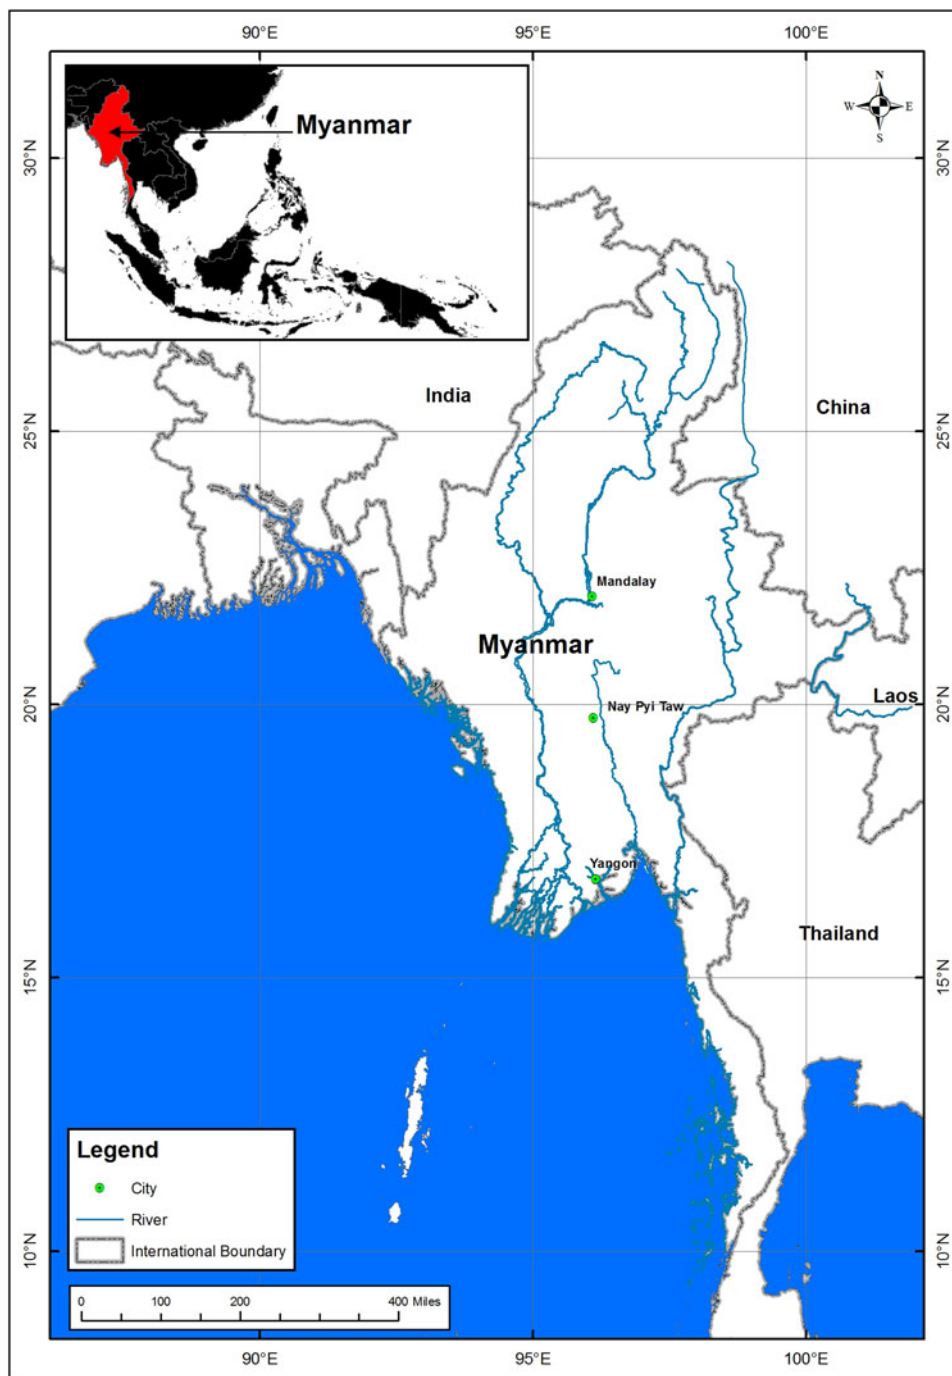 90°E 95°E 100°E
N
W E
S
Myanmar
30°N 30°N
India
China
25°N 25°N
Mandalay
Myanmar
Laos
Nay Pyi Taw
20°N 20°N
Yangon
Thailand
15°N 15°N
Legend
City
River
International Boundary
10°N 10°N
0 100 200 400 Miles
90°E 95°E 100°E